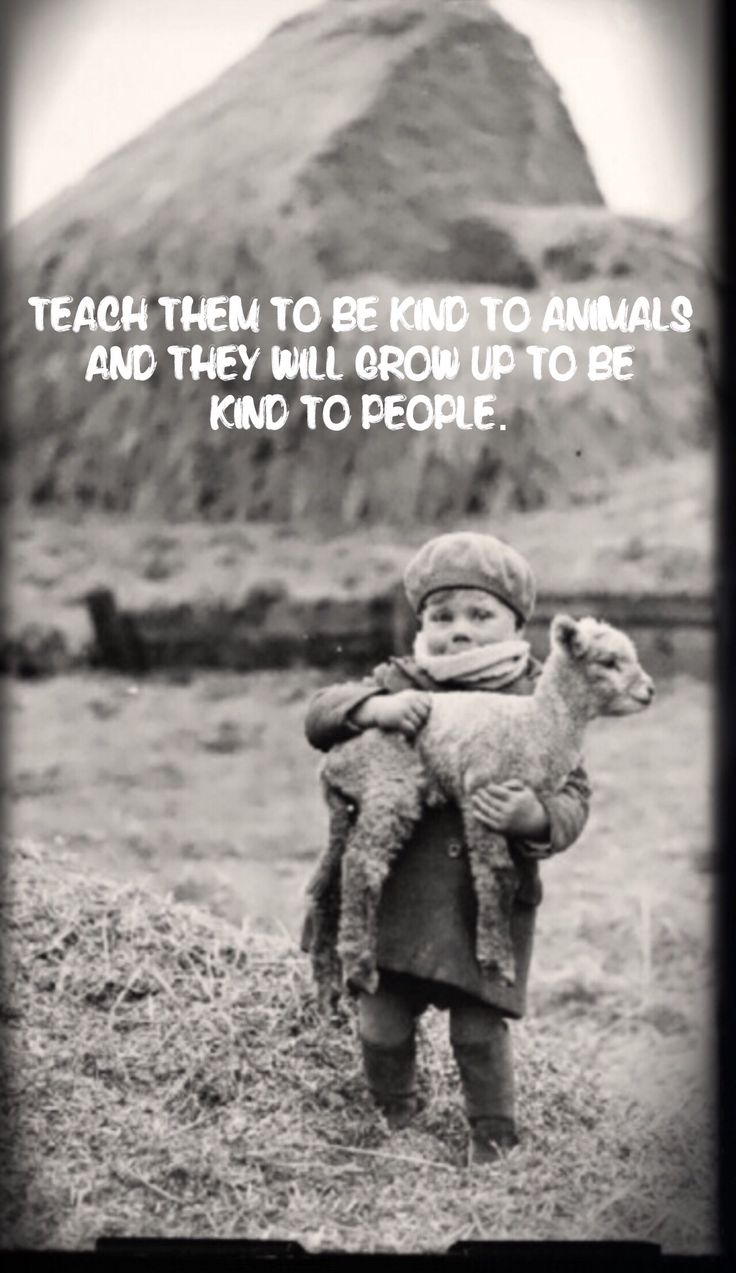 TEACH THEM TO BE KIND TO ANIMALS
AND THEY WILL GROW UP TO BE
KIND TO PEOPLE.